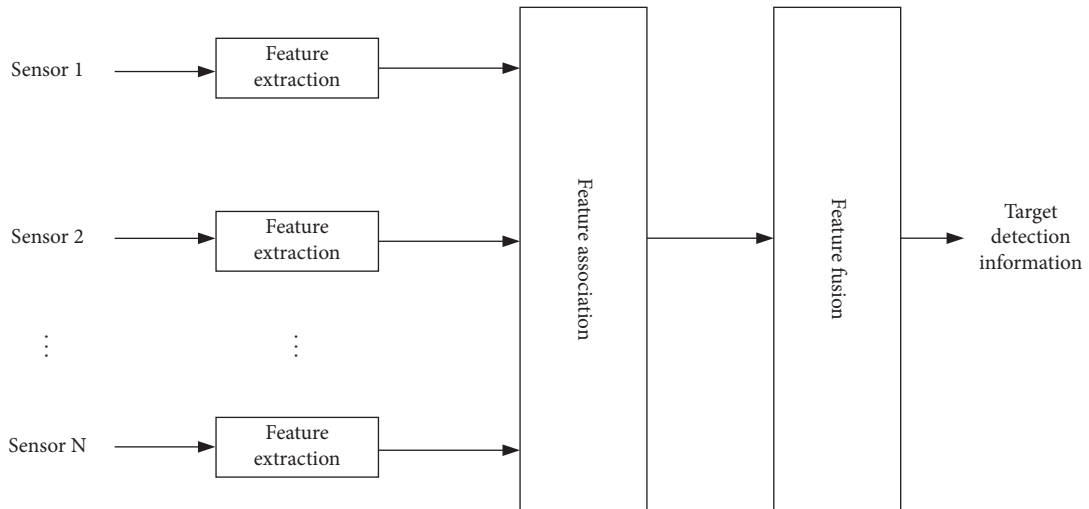 Sensor 1
Feature
extraction
Sensor 2
Feature
extraction
⋮
⋮
Sensor N
Feature
extraction
Feature association
Feature fusion
Target
detection
information